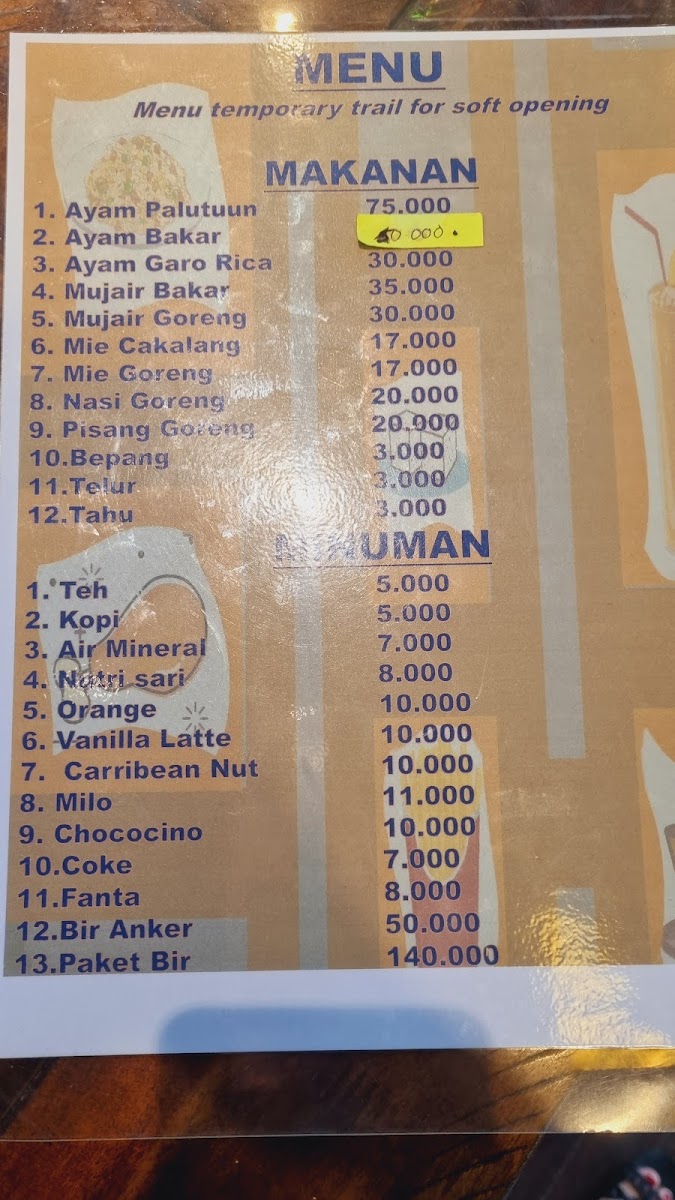 MENU
Menu temporary trail for soft opening
MAKANAN
1. Ayam Palutuun 75.000
2. Ayam Bakar
3. Ayam Garo Rica 30.000
4. Mujair Bakar 35.000
5. Mujair Goreng 30.000
6. Mie Cakalang 17.000
7. Mie Goreng 17.000
8. Nasi Goreng 20.000
9. Pisang Goreng 20.000
10.Bepang 3.000
11.Telur 3.000
12.Tahu 3.000
MINUMAN
1. Teh 5.000
2. Kopi 5.000
3. Air Mineral 7.000
4. Nutri sari 8.000
5. Orange 10.000
6. Vanilla Latte 10.000
7. Carribean Nut 10.000
8. Milo 11.000
9. Chococino 10.000
10.Coke 7.000
11.Fanta 8.000
12.Bir Anker 50.000
13.Paket Bir 140.000